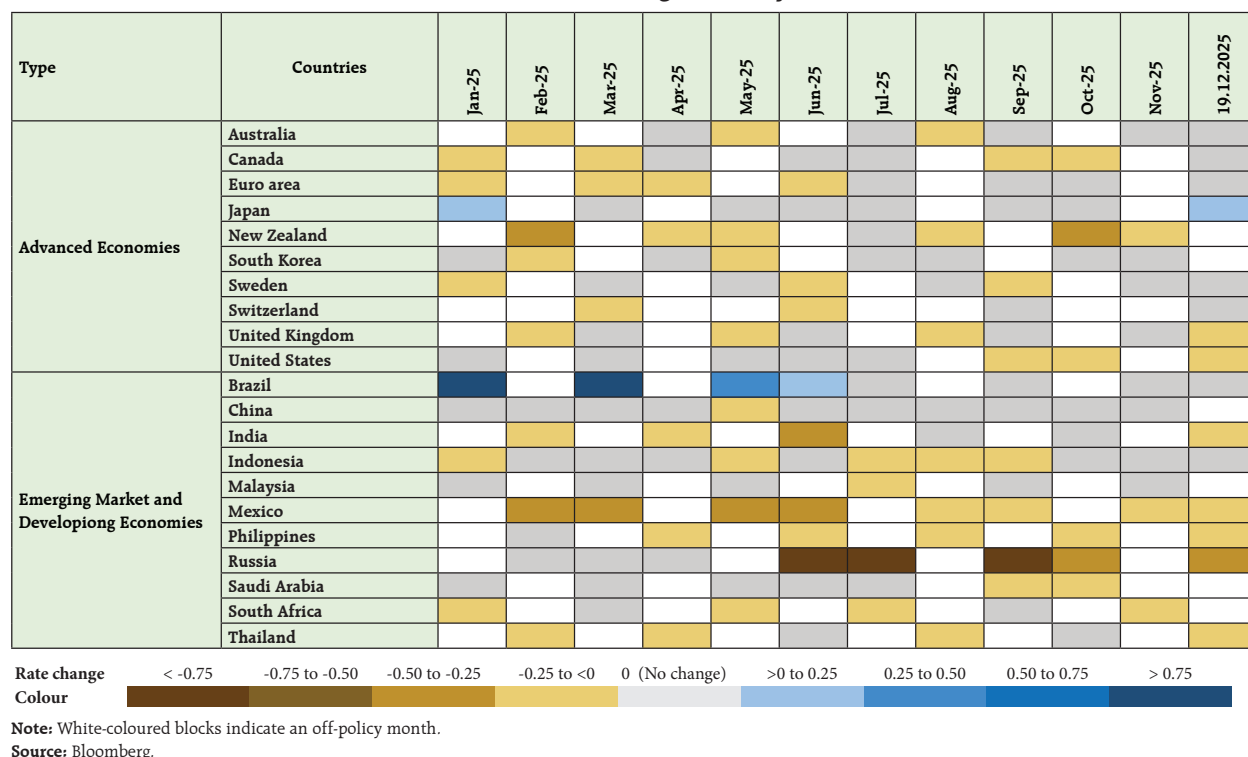 Type Countries Jan-25 Feb-25 Mar-25 Apr-25 May-25 Jun-25 Jul-25 Aug-25 Sep-25 Oct-25 Nov-25 19.12.2025
Advanced Economies
Australia
Canada
Euro area
Japan
New Zealand
South Korea
Sweden
Switzerland
United Kingdom
United States
Emerging Market and
Developiong Economies
Brazil
China
India
Indonesia
Malaysia
Mexico
Philippines
Russia
Saudi Arabia
South Africa
Thailand
Rate change < -0.75 -0.75 to -0.50 -0.50 to -0.25 -0.25 to <0 0 (No change) >0 to 0.25 0.25 to 0.50 0.50 to 0.75 > 0.75
Colour
Note: White-coloured blocks indicate an off-policy month.
Source: Bloomberg.